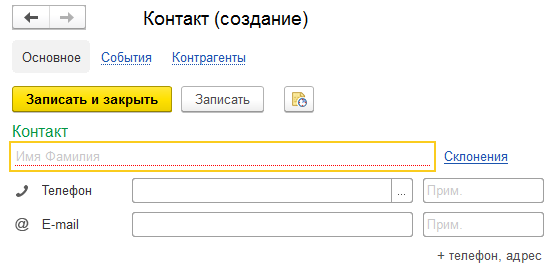 Контакт (создание)
Основное События Контрагенты
Записать и закрыть Записать
Контакт
Имя Фамилия Склонения
Телефон ... Прим.
@ E-mail Прим.
+ телефон, адрес